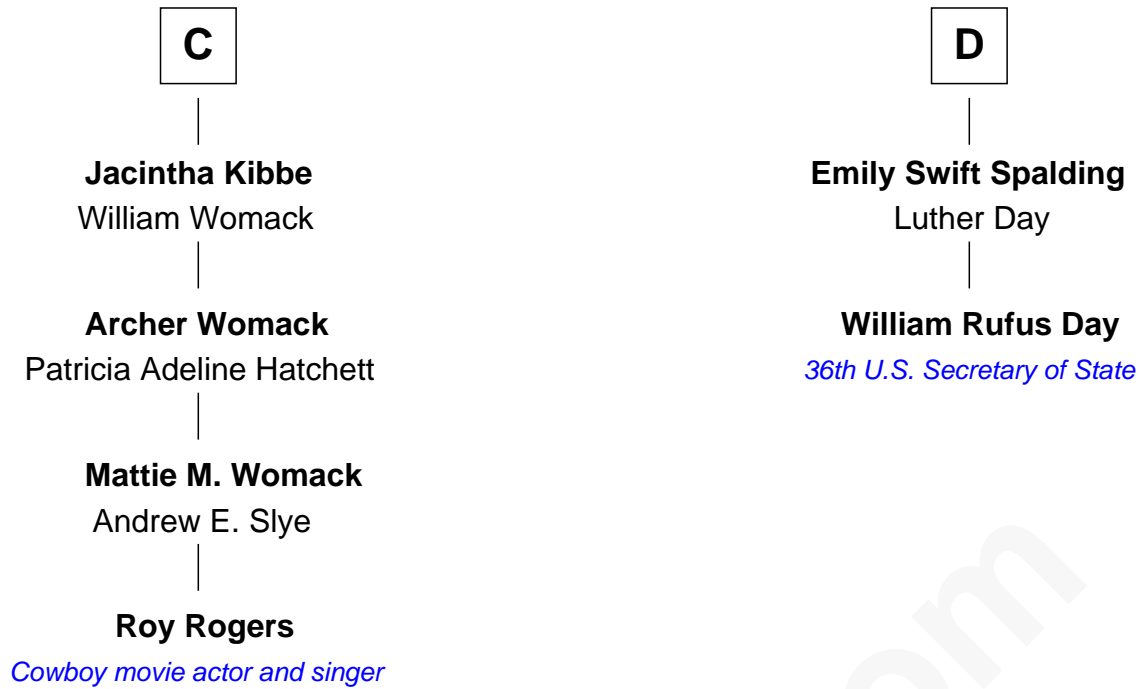 C
Jacintha Kibbe
William Womack
Archer Womack
Patricia Adeline Hatchett
Mattie M. Womack
Andrew E. Slye
Roy Rogers
Cowboy movie actor and singer
D
Emily Swift Spalding
Luther Day
William Rufus Day
36th U.S. Secretary of State
om